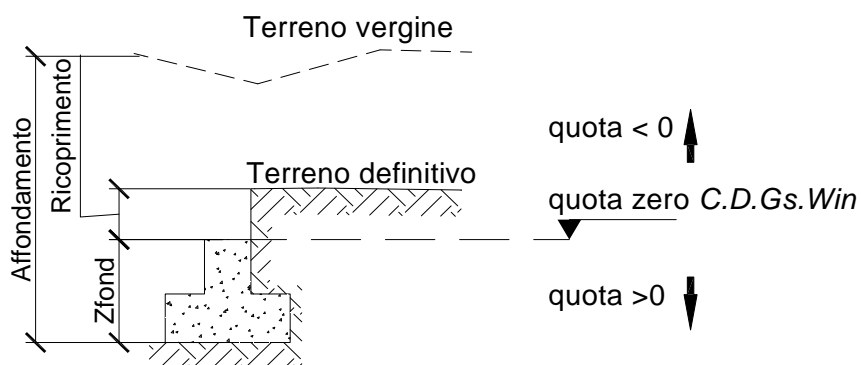 Terreno vergine
Affondamento
Ricoprimento
quota < 0
Terreno definitivo
quota zero C.D.Gs.Win
Zfond
quota >0